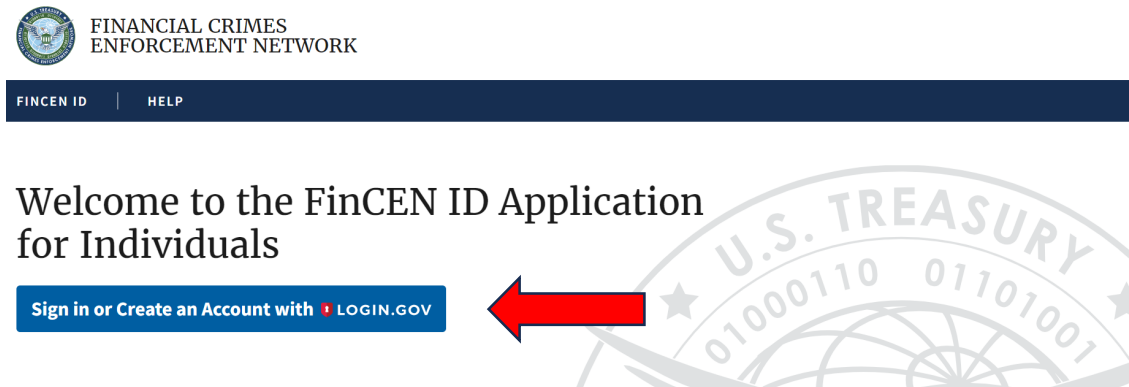 FINANCIAL CRIMES
ENFORCEMENT NETWORK
FINCEN ID | HELP
Welcome to the FinCEN ID Application
for Individuals
Sign in or Create an Account with LOGIN.GOV
U.S. TREASURY
01000110 01101001